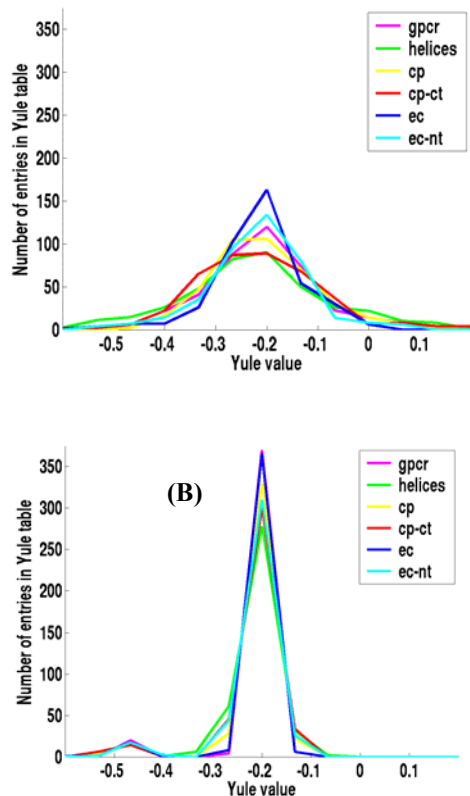 350
300
250
200
150
100
50
0
Number of entries in Yule table
-0.5
-0.4
-0.3
-0.2
-0.1
0
0.1
Yule value
gpcr
helices
cp
cp-ct
ec
ec-nt
(B)
350
300
250
200
150
100
50
0
Number of entries in Yule table
-0.5
-0.4
-0.3
-0.2
-0.1
0
0.1
Yule value
gpcr
helices
cp
cp-ct
ec
ec-nt